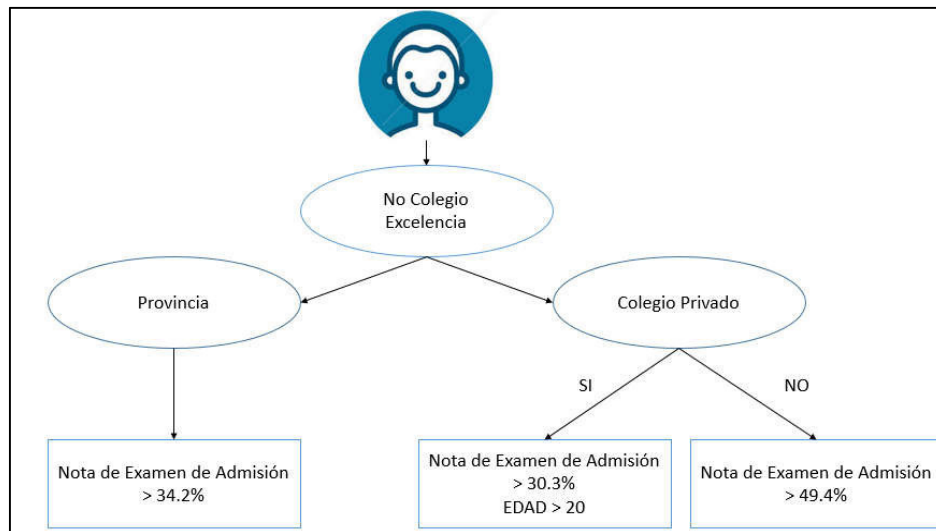 No Colegio
Excelencia
Provincia
Colegio Privado
SI
NO
Nota de Examen de Admisión
> 34.2%
Nota de Examen de Admisión
> 30.3%
EDAD > 20
Nota de Examen de Admisión
> 49.4%